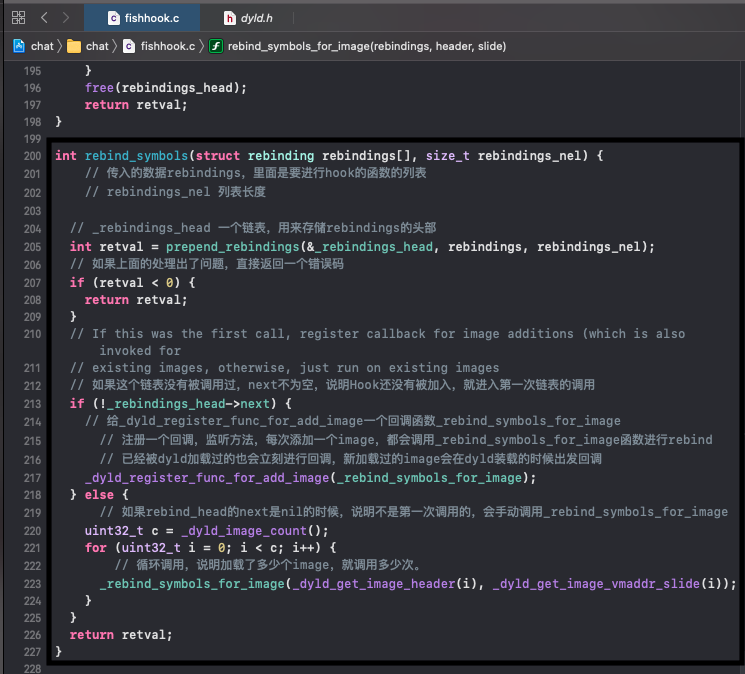 fishhook.c
dyld.h
chat 〉 chat 〉 fishhook.c 〉 rebind_symbols_for_image(rebindings, header, slide)
195 }
196 free(rebindings_head);
197 return retval;
198 }
199
200 int rebind_symbols(struct rebinding rebindings[], size_t rebindings_nel) {
201 // 传入的数据rebindings，里面是要进行hook的函数的列表
202 // rebindings_nel 列表长度
203
204 // _rebindings_head 一个链表，用来存储rebindings的头部
205 int retval = prepend_rebindings(&_rebindings_head, rebindings, rebindings_nel);
206 // 如果上面的处理出了问题，直接返回一个错误码
207 if (retval < 0) {
208 return retval;
209 }
210 // If this was the first call, register callback for image additions (which is also
invoked for
211 // existing images, otherwise, just run on existing images
212 // 如果这个链表没有被调用过，next不为空，说明Hook还没有被加入，就进入第一次链表的调用
213 if (!_rebindings_head->next) {
214 // 给_dyld_register_func_for_add_image一个回调函数_rebind_symbols_for_image
215 // 注册一个回调，监听方法，每次添加一个image，都会调用_rebind_symbols_for_image函数进行rebind
216 // 已经被dyld加载过的也会立刻进行回调，新加载过的image会在dyld装载的时候出发回调
217 _dyld_register_func_for_add_image(_rebind_symbols_for_image);
218 } else {
219 // 如果rebind_head的next是nil的时候，说明不是第一次调用的，会手动调用_rebind_symbols_for_image
220 uint32_t c = _dyld_image_count();
221 for (uint32_t i = 0; i < c; i++) {
222 // 循环调用，说明加载了多少个image，就调用多少次。
223 _rebind_symbols_for_image(_dyld_get_image_header(i), _dyld_get_image_vmaddr_slide(i));
224 }
225 }
226 return retval;
227 }
228